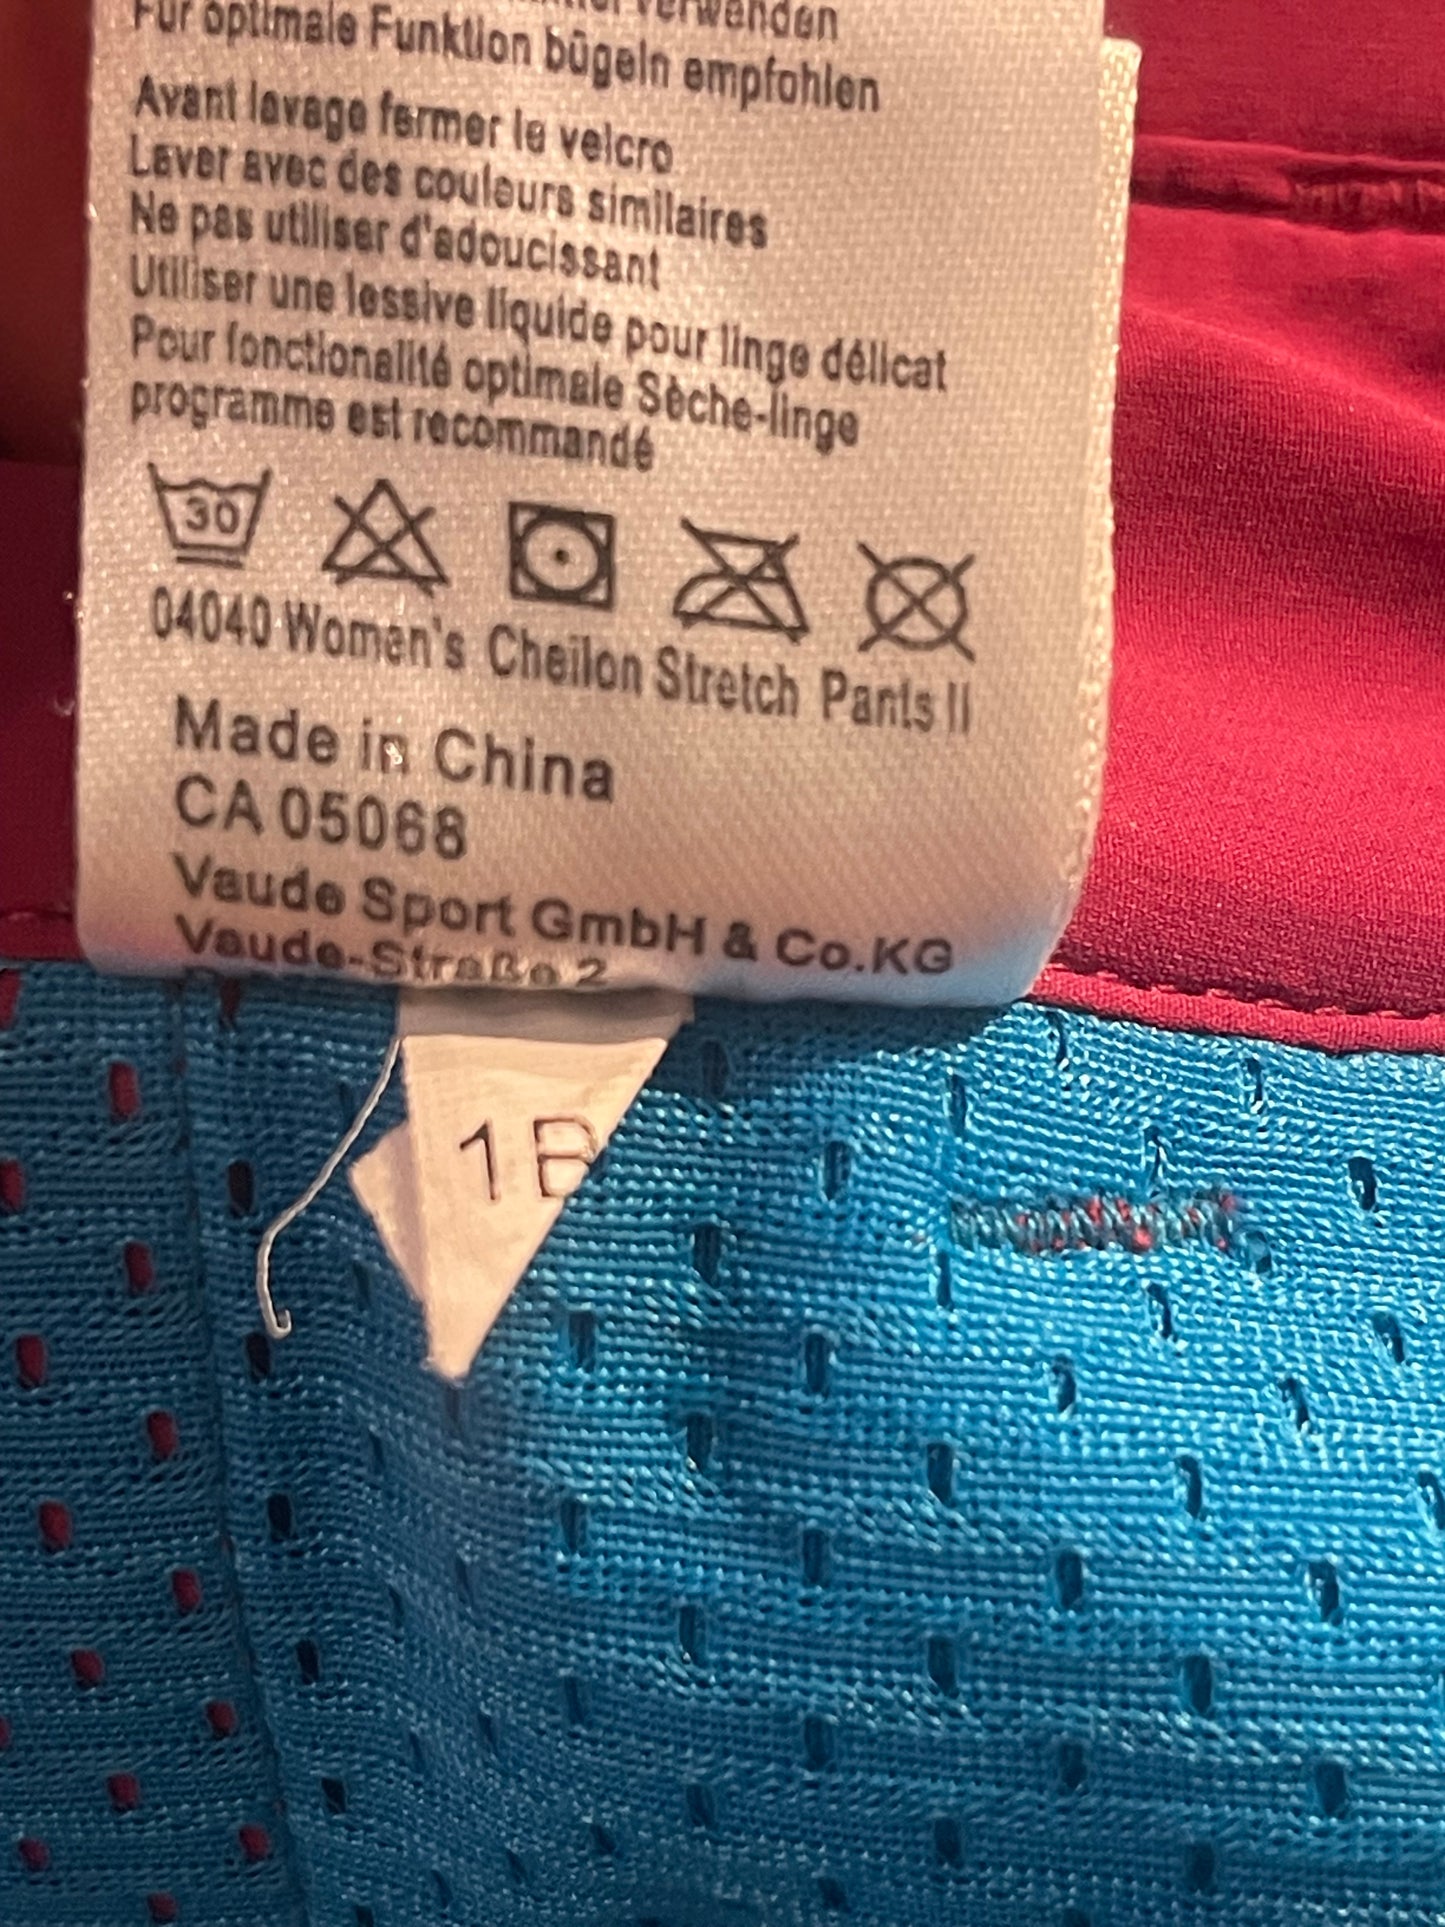 verwenden
Für optimale Funktion bügeln empfohlen
Avant lavage fermer le velcro
Laver avec des couleurs similaires
Ne pas utiliser d'adoucissant
Utiliser une lessive liquide pour linge délicat
Pour fonctionalité optimale Sèche-linge
programme est recommandé
30
04040 Women's Cheilon Stretch Pants II
Made in China
CA 05068
Vaude Sport GmbH & Co.KG
Vaude-Straße 2
1B